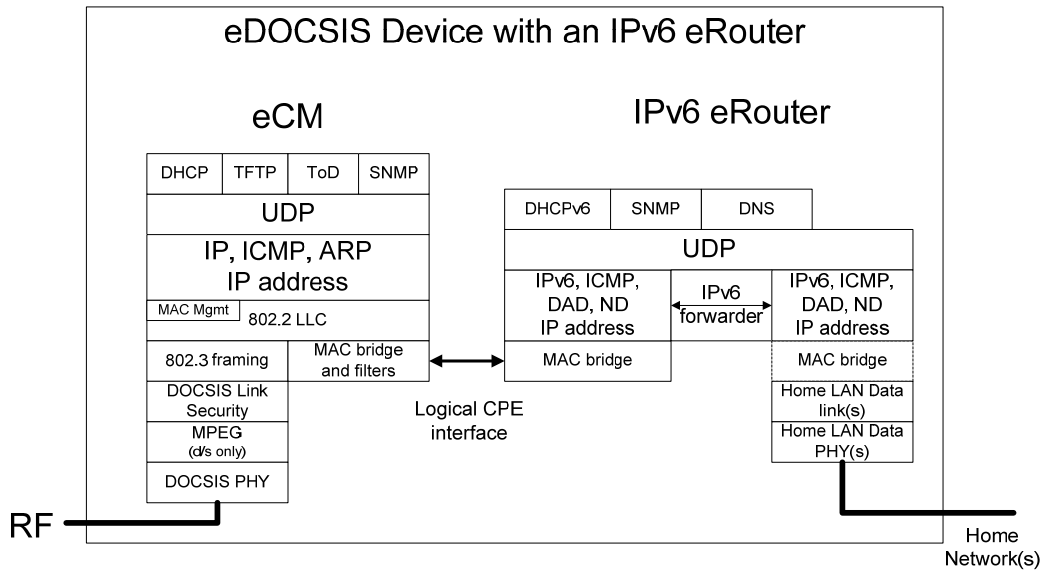 eDOCSIS Device with an IPv6 eRouter
eCM
IPv6 eRouter
DHCP
TFTP
ToD
SNMP
UDP
IP, ICMP, ARP
IP address
MAC Mgmt
802.2 LLC
802.3 framing
MAC bridge
and filters
DOCSIS Link
Security
MPEG
(d/s only)
DOCSIS PHY
RF
Logical CPE
interface
DHCPv6
SNMP
DNS
UDP
IPv6, ICMP,
DAD, ND
IP address
IPv6
forwarder
IPv6, ICMP,
DAD, ND
IP address
MAC bridge
MAC bridge
Home LAN Data
link(s)
Home LAN Data
PHY(s)
Home
Network(s)